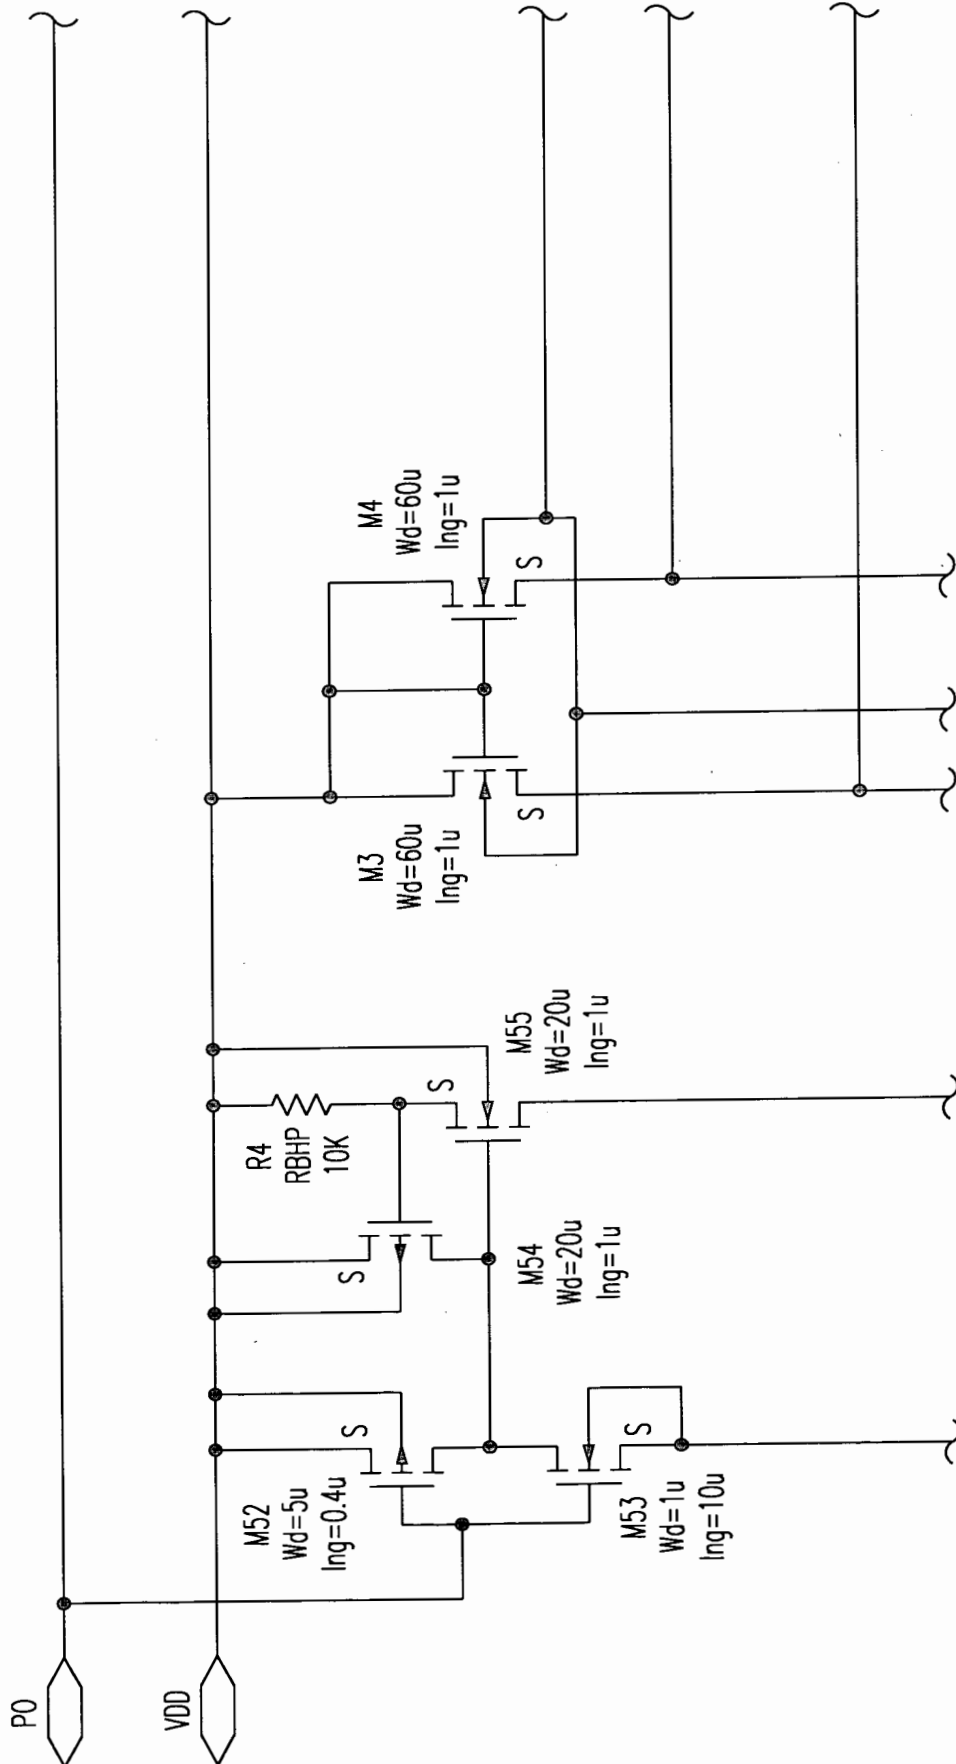 PO
VDD
M52
Wd=5u
lng=0.4u
S
M53
Wd=1u
lng=10u
S
S
M54
Wd=20u
lng=1u
R4
RBHP
10K
S
M55
Wd=20u
lng=1u
M3
Wd=60u
lng=1u
S
M4
Wd=60u
lng=1u
S